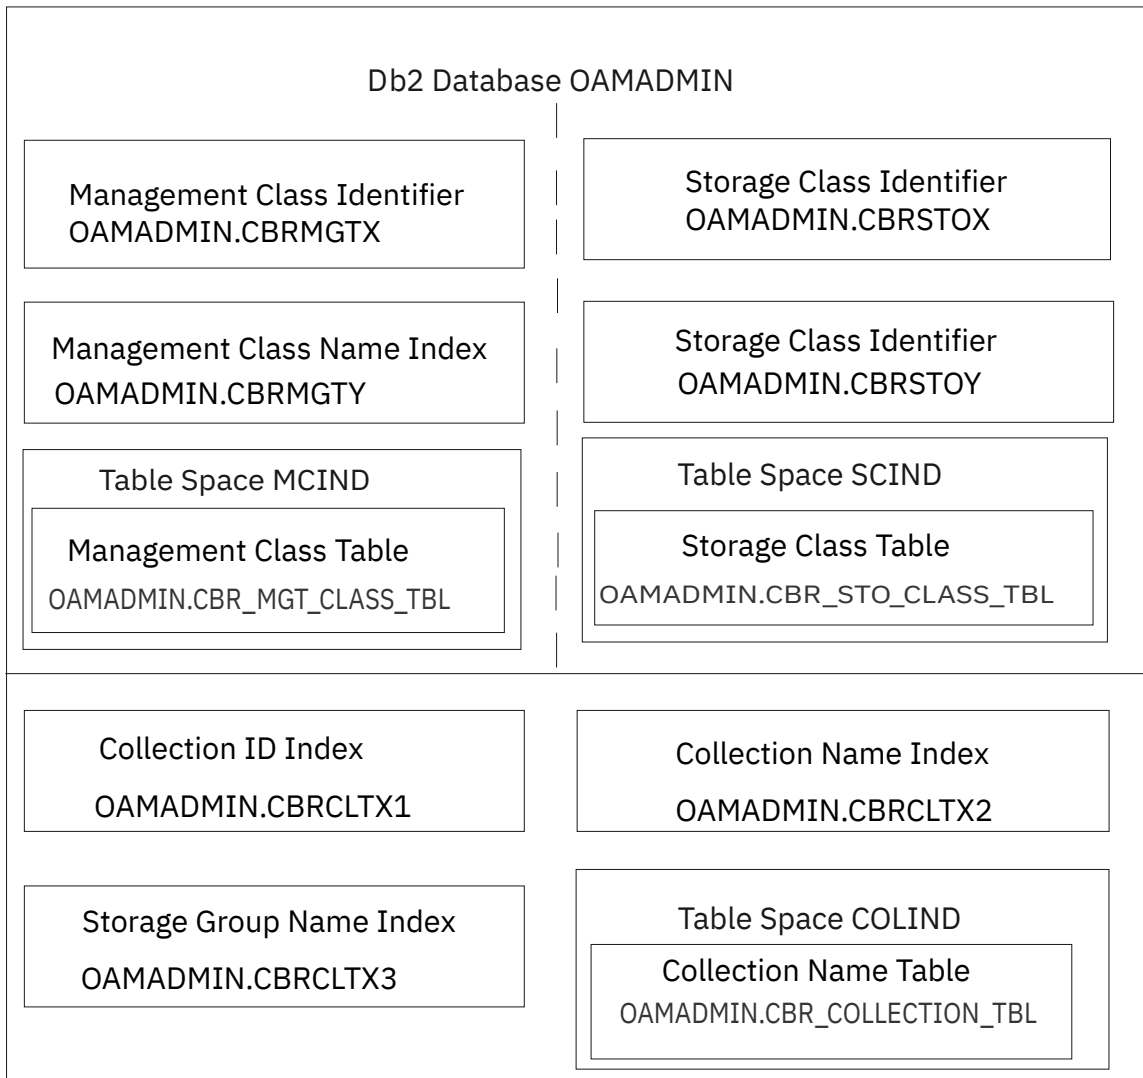 Db2 Database OAMADMIN
Management Class Identifier
OAMADMIN.CBRMGTX
Storage Class Identifier
OAMADMIN.CBRSTOX
Management Class Name Index
OAMADMIN.CBRMGTY
Storage Class Identifier
OAMADMIN.CBRSTOY
Table Space MCIND
Management Class Table
OAMADMIN.CBR_MGT_CLASS_TBL
Table Space SCIND
Storage Class Table
OAMADMIN.CBR_STO_CLASS_TBL
Collection ID Index
OAMADMIN.CBRCLTX1
Collection Name Index
OAMADMIN.CBRCLTX2
Storage Group Name Index
OAMADMIN.CBRCLTX3
Table Space COLIND
Collection Name Table
OAMADMIN.CBR_COLLECTION_TBL